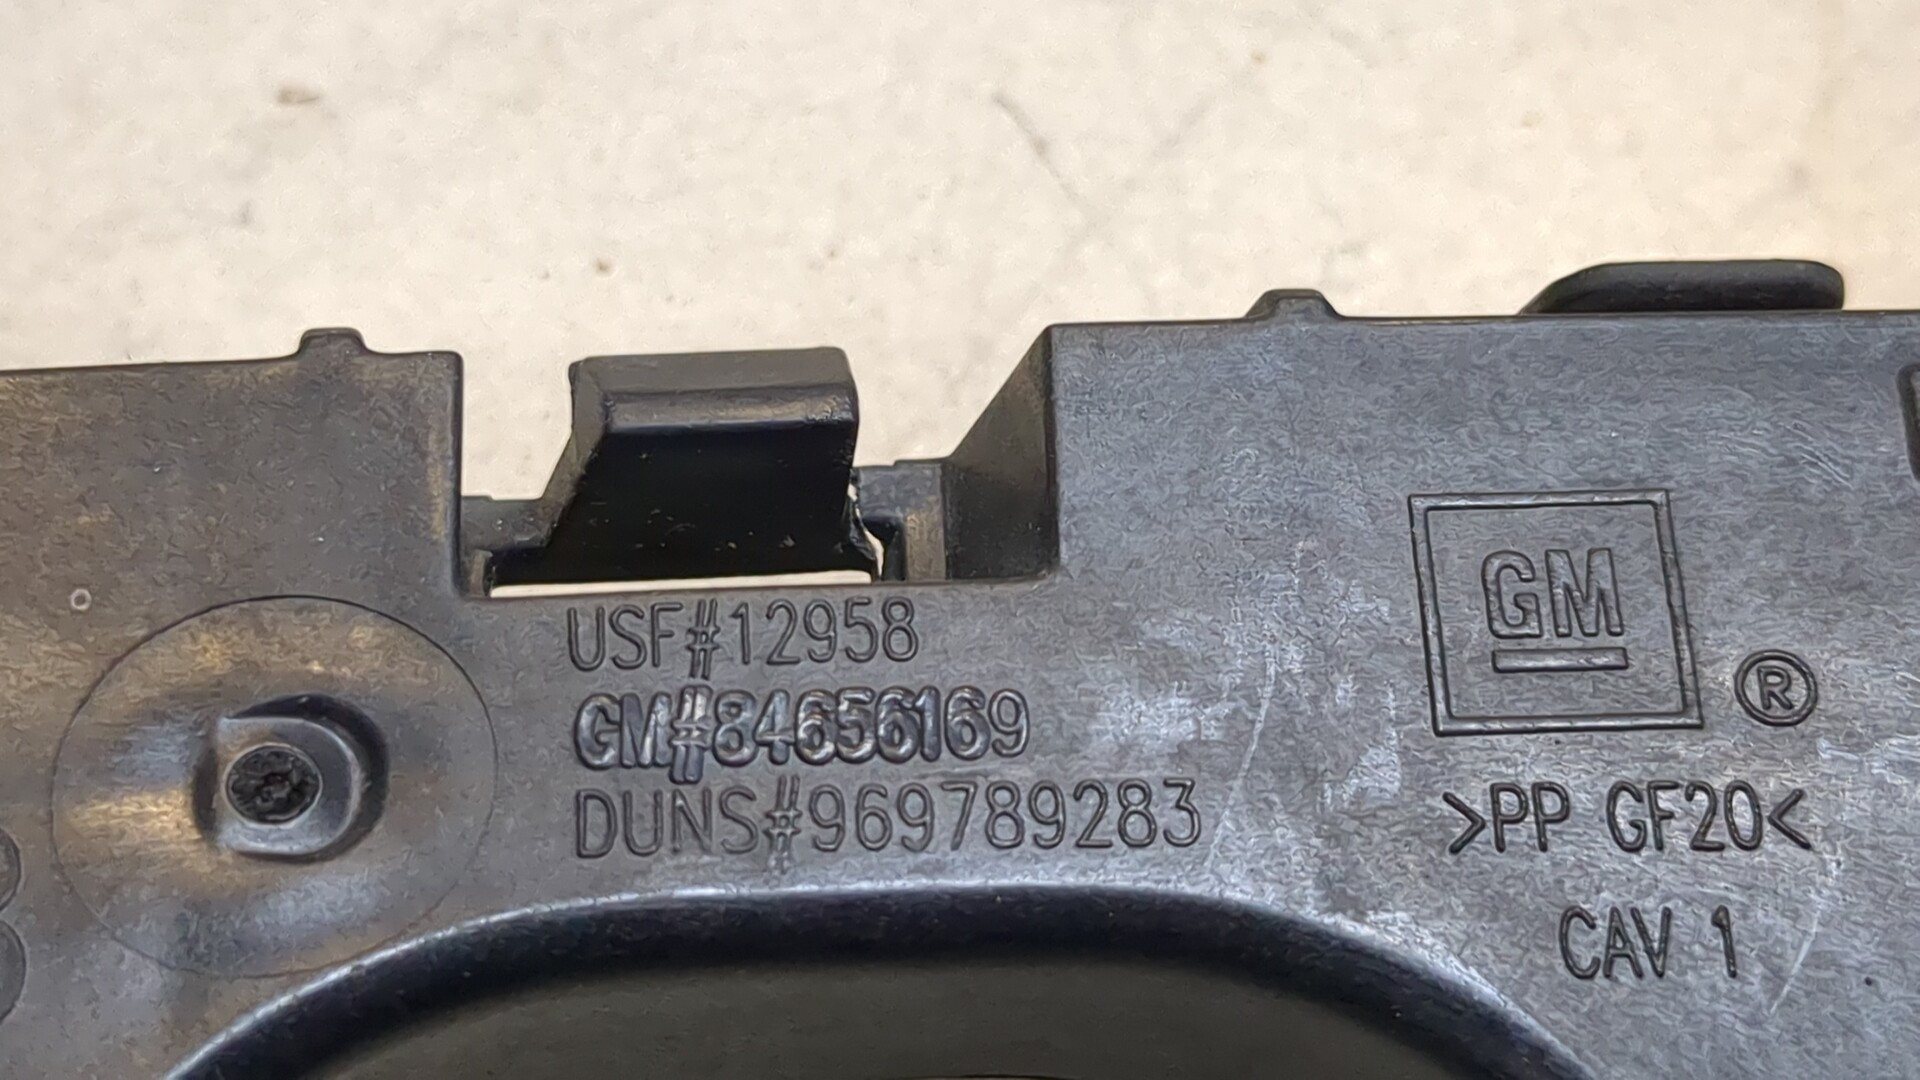 USF#12958
GM#84656169
DUNS#969789283
GM®
>PP GF20<
CAV 1